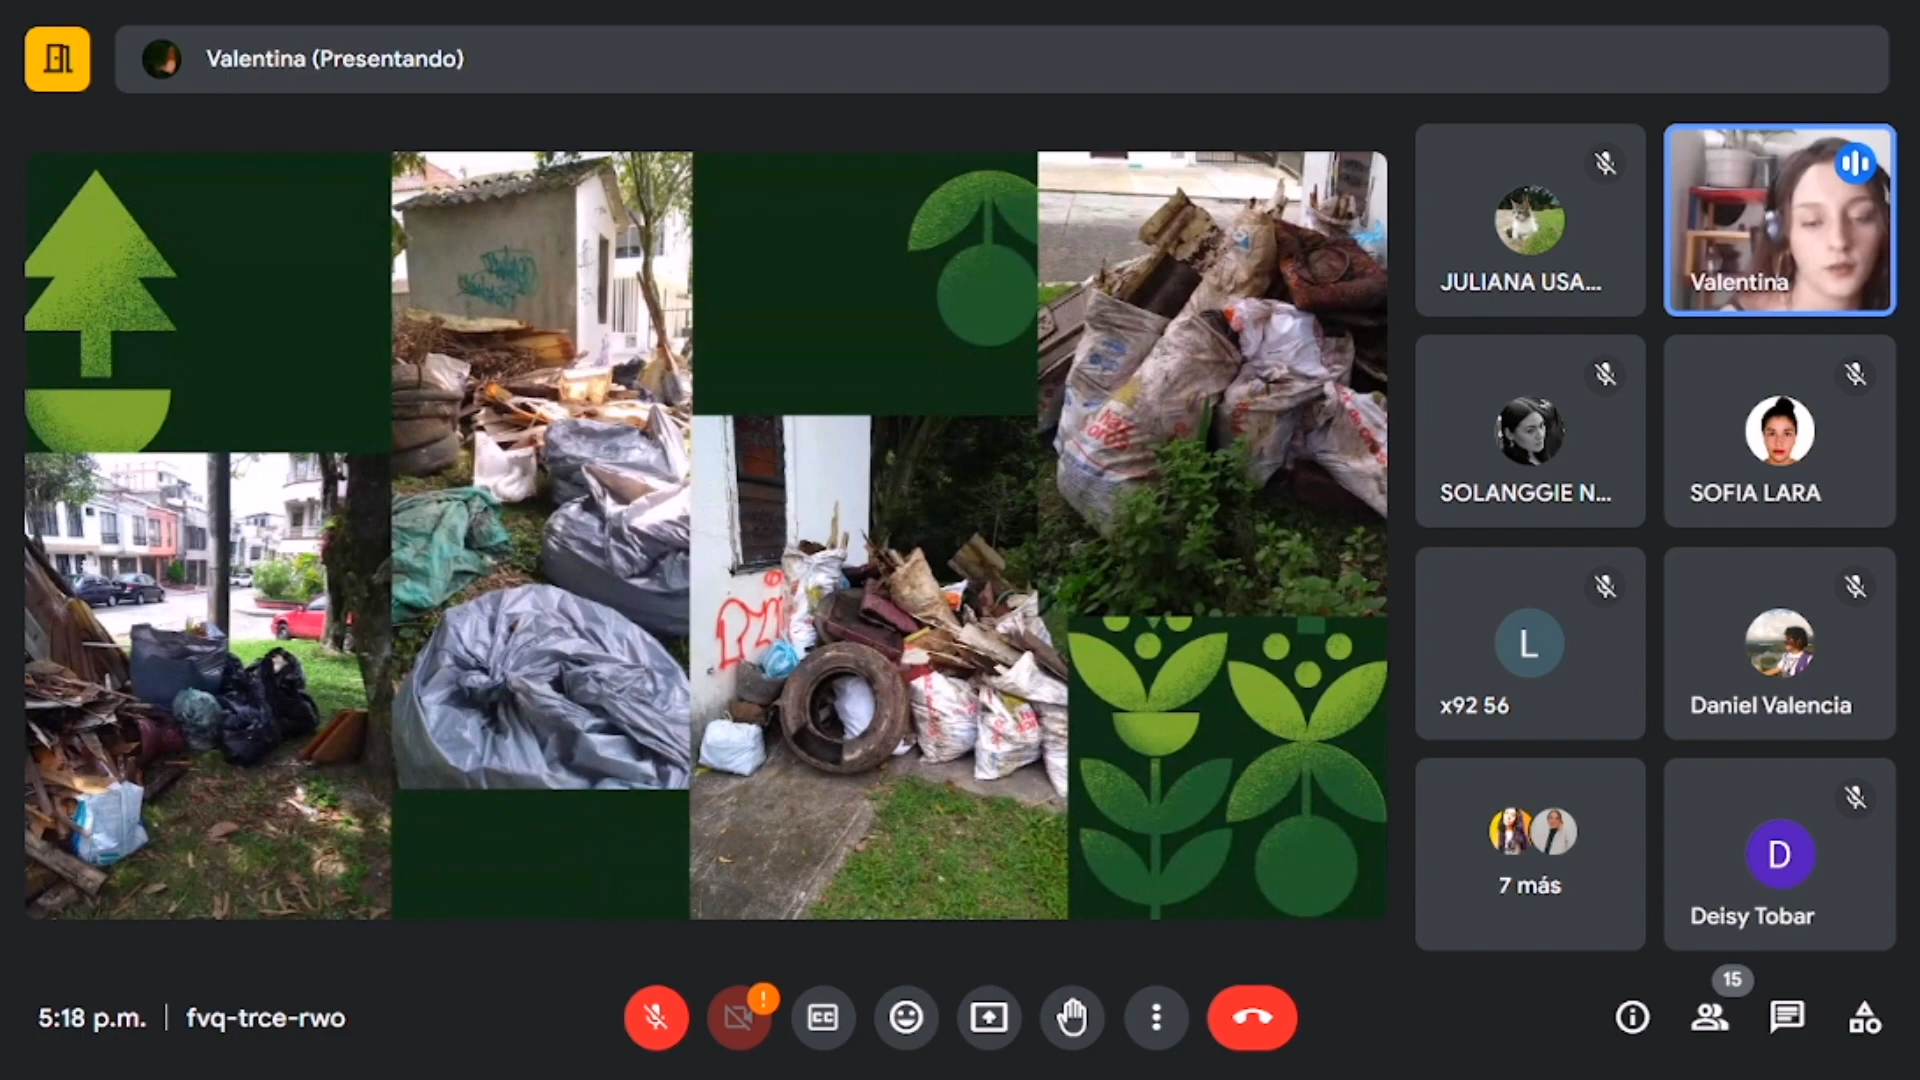 Valentina (Presentando)
JULIANA USA...
Valentina
SOLANGGIE N...
SOFIA LARA
L
x92 56
Daniel Valencia
7 más
D
Deisy Tobar
5:18 p.m.
fvq-trce-rwo
!
CC
15